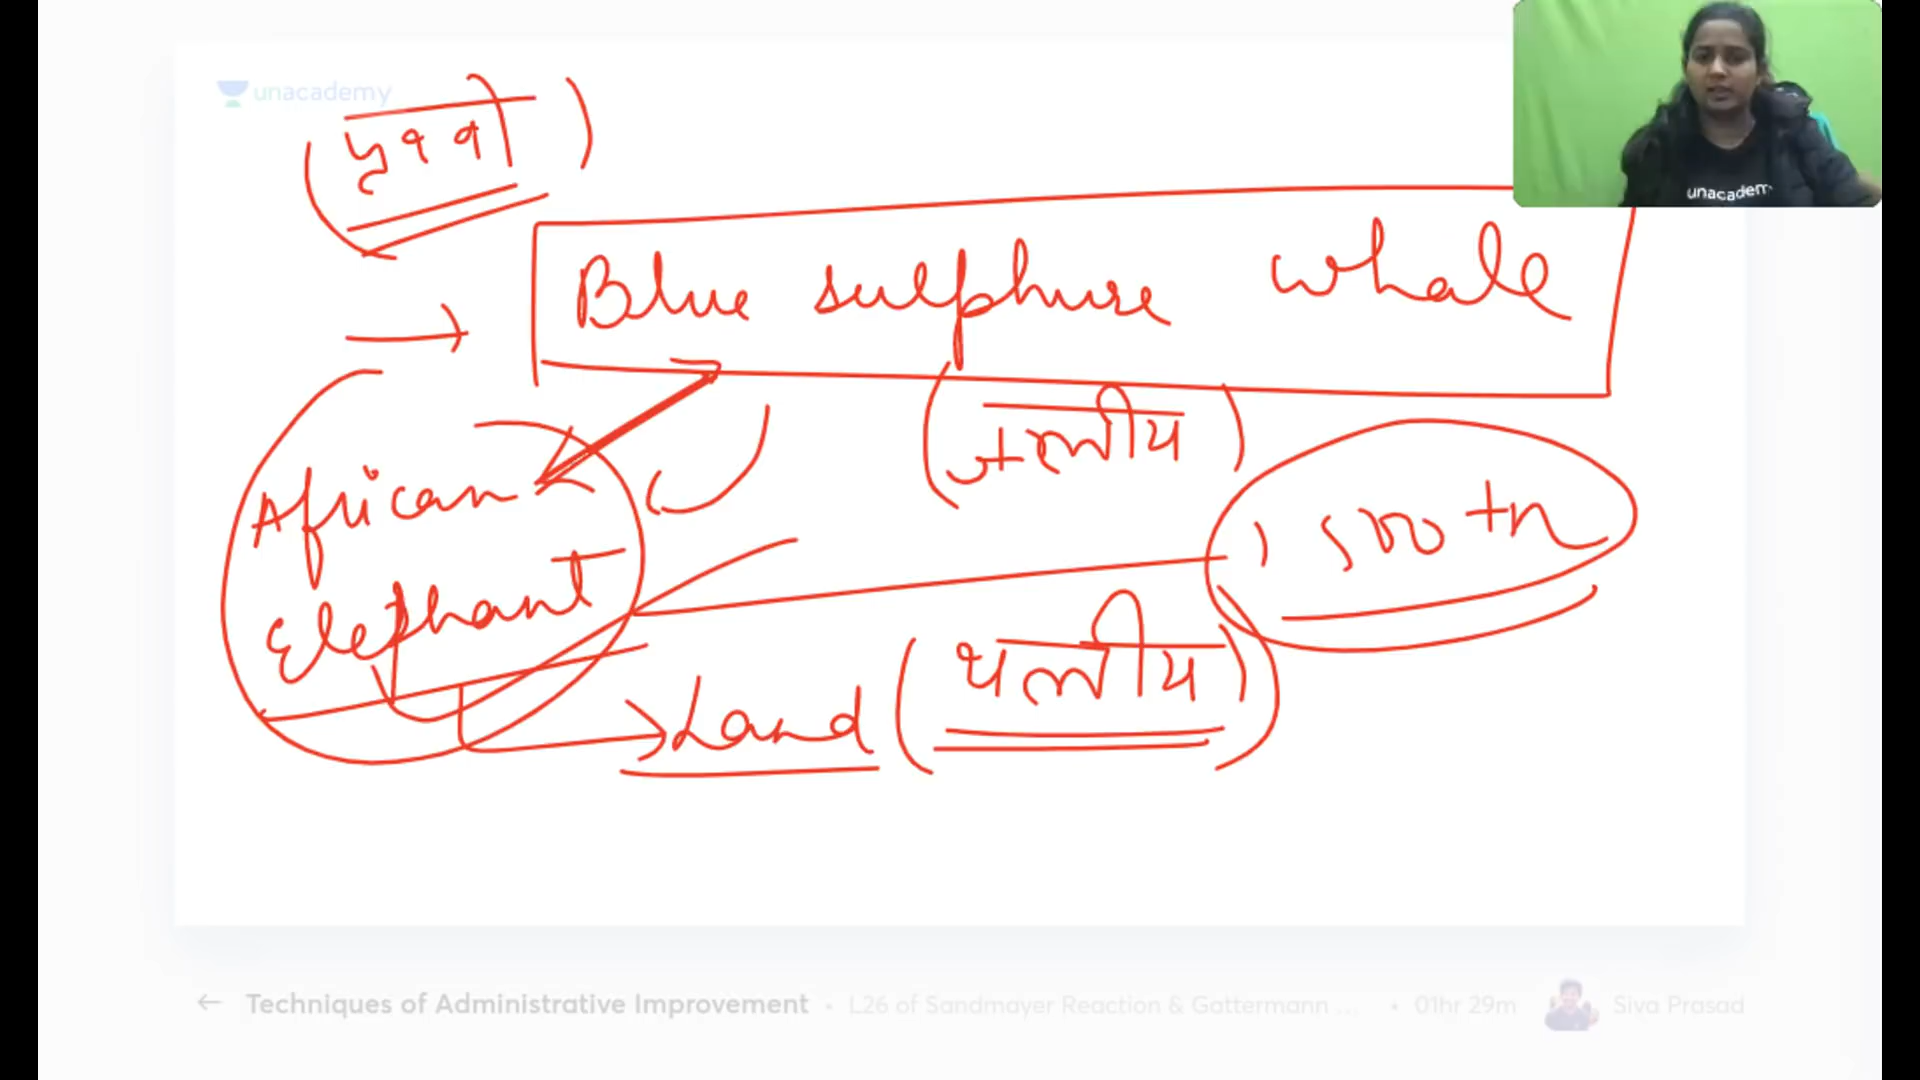 unacademy
unacademy
Blue sulphure whale
(जलीय)
African
Elephant
Land (थलीय)
← Techniques of Administrative Improvement • L26 of Sandmayer Reaction & Gattermann ... • 01hr 29m Siva Prasad